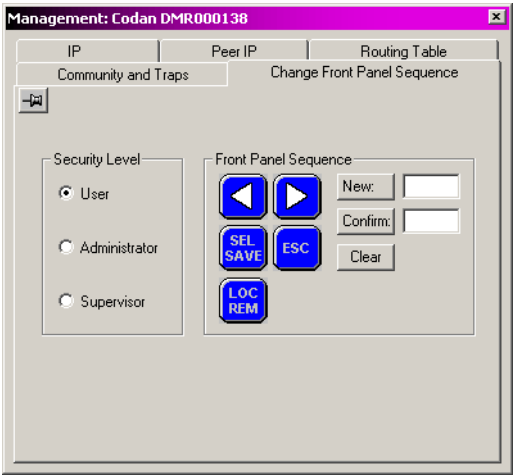 Management: Codan DMR000138
IP
Peer IP
Routing Table
Community and Traps
Change Front Panel Sequence
Security Level
User
Administrator
Supervisor
Front Panel Sequence
SEL
SAVE
ESC
LOC
REM
New:
Confirm:
Clear